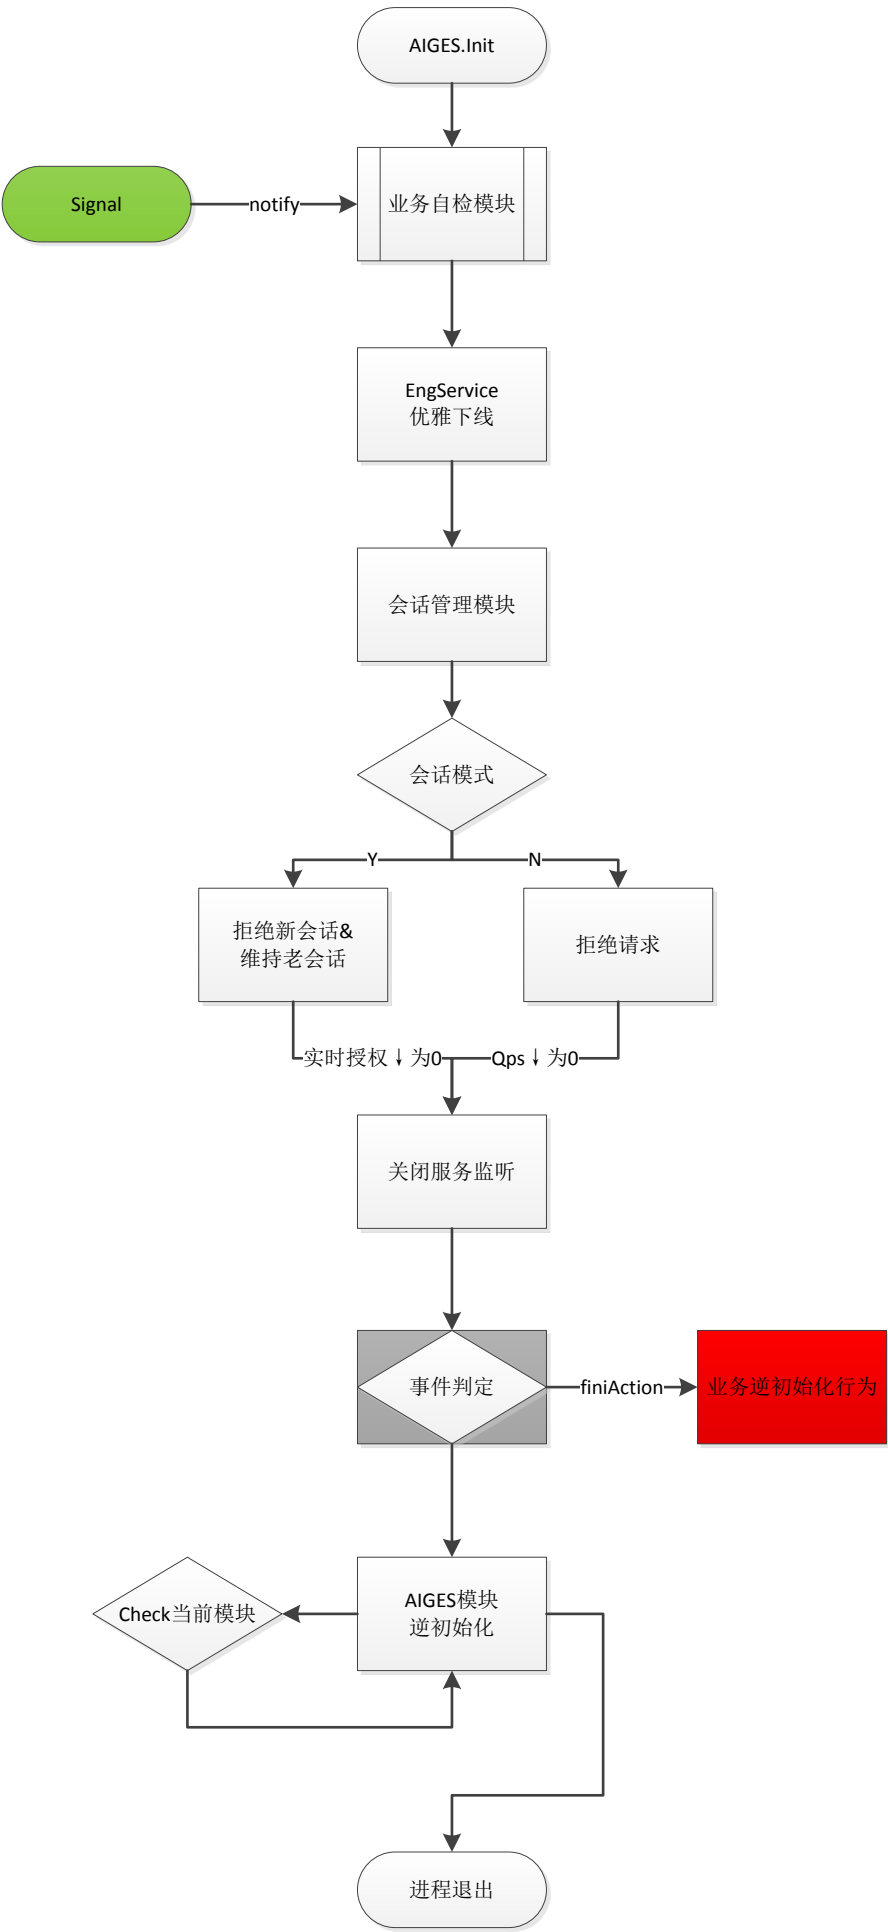 AIGES.Init
Signal
notify
业务自检模块
EngService
优雅下线
会话管理模块
会话模式
Y
N
拒绝新会话&
维持老会话
拒绝请求
实时授权↓为0
Qps↓为0
关闭服务监听
事件判定
finiAction
业务逆初始化行为
Check当前模块
AIGES模块
逆初始化
进程退出